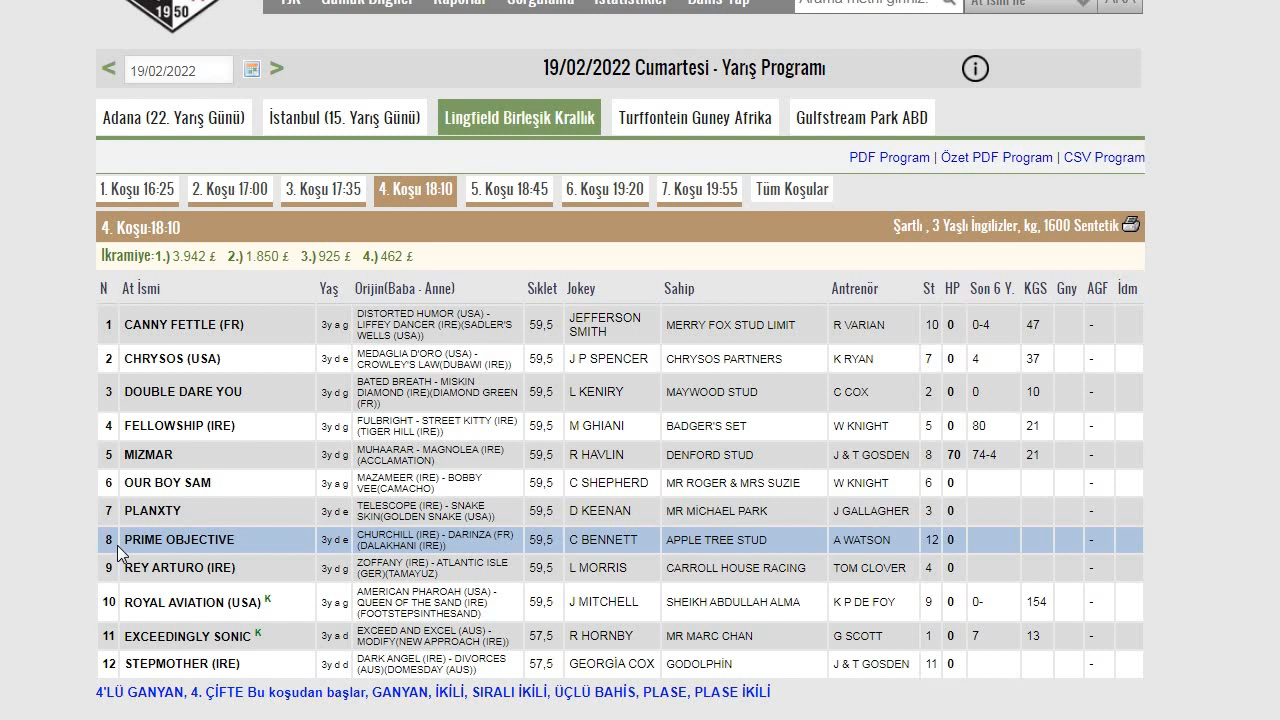 1950
TJK Günlük Bilgiler Raporlar Sorgulama İstatistikler Bahis Yap Arama metni giriniz. At İsmi ile ARA
< 19/02/2022 > 19/02/2022 Cumartesi - Yarış Programı i
Adana (22. Yarış Günü) İstanbul (15. Yarış Günü) Lingfield Birleşik Krallık Turffontein Guney Afrika Gulfstream Park ABD
PDF Program | Özet PDF Program | CSV Program
1. Koşu 16:25 2. Koşu 17:00 3. Koşu 17:35 4. Koşu 18:10 5. Koşu 18:45 6. Koşu 19:20 7. Koşu 19:55 Tüm Koşular
4. Koşu:18:10 Şartlı , 3 Yaşlı İngilizler, kg, 1600 Sentetik
İkramiye:1.) 3.942 £ 2.) 1.850 £ 3.) 925 £ 4.) 462 £
N At İsmi Yaş Orijin(Baba - Anne) Sıklet Jokey Sahip Antrenör St HP Son 6 Y. KGS Gny AGF İdm
1 CANNY FETTLE (FR) 3y a g DISTORTED HUMOR (USA) - LIFFEY DANCER (IRE)(SADLER'S WELLS (USA)) 59,5 JEFFERSON SMITH MERRY FOX STUD LIMIT R VARIAN 10 0 0-4 47 -
2 CHRYSOS (USA) 3y d e MEDAGLIA D'ORO (USA) - CROWLEY'S LAW(DUBAWI (IRE)) 59,5 J P SPENCER CHRYSOS PARTNERS K RYAN 7 0 4 37 -
3 DOUBLE DARE YOU 3y d g BATED BREATH - MISKIN DIAMOND (IRE)(DIAMOND GREEN (FR)) 59,5 L KENIRY MAYWOOD STUD C COX 2 0 0 10 -
4 FELLOWSHIP (IRE) 3y d g FULBRIGHT - STREET KITTY (IRE)(TIGER HILL (IRE)) 59,5 M GHIANI BADGER'S SET W KNIGHT 5 0 80 21 -
5 MIZMAR 3y d g MUHAARAR - MAGNOLEA (IRE)(ACCLAMATION) 59,5 R HAVLIN DENFORD STUD J & T GOSDEN 8 70 74-4 21 -
6 OUR BOY SAM 3y a g MAZAMEER (IRE) - BOBBY VEE(CAMACHO) 59,5 C SHEPHERD MR ROGER & MRS SUZIE W KNIGHT 6 0 -
7 PLANXTY 3y d e TELESCOPE (IRE) - SNAKE SKIN(GOLDEN SNAKE (USA)) 59,5 D KEENAN MR MİCHAEL PARK J GALLAGHER 3 0 -
8 PRIME OBJECTIVE 3y d e CHURCHILL (IRE) - DARINZA (FR)(DALAKHANI (IRE)) 59,5 C BENNETT APPLE TREE STUD A WATSON 12 0 -
9 REY ARTURO (IRE) 3y d g ZOFFANY (IRE) - ATLANTIC ISLE (GER)(TAMAYUZ) 59,5 L MORRIS CARROLL HOUSE RACING TOM CLOVER 4 0 -
10 ROYAL AVIATION (USA) K 3y a g AMERICAN PHAROAH (USA) - QUEEN OF THE SAND (IRE)(FOOTSTEPSINTHESAND) 59,5 J MITCHELL SHEIKH ABDULLAH ALMA K P DE FOY 9 0 0- 154 -
11 EXCEEDINGLY SONIC K 3y a d EXCEED AND EXCEL (AUS) - MODIFY(NEW APPROACH (IRE)) 57,5 R HORNBY MR MARC CHAN G SCOTT 1 0 7 13 -
12 STEPMOTHER (IRE) 3y d d DARK ANGEL (IRE) - DIVORCES (AUS)(DOMESDAY (AUS)) 57,5 GEORGİA COX GODOLPHİN J & T GOSDEN 11 0 -
4'LÜ GANYAN, 4. ÇİFTE Bu koşudan başlar, GANYAN, İKİLİ, SIRALI İKİLİ, ÜÇLÜ BAHİS, PLASE, PLASE İKİLİ